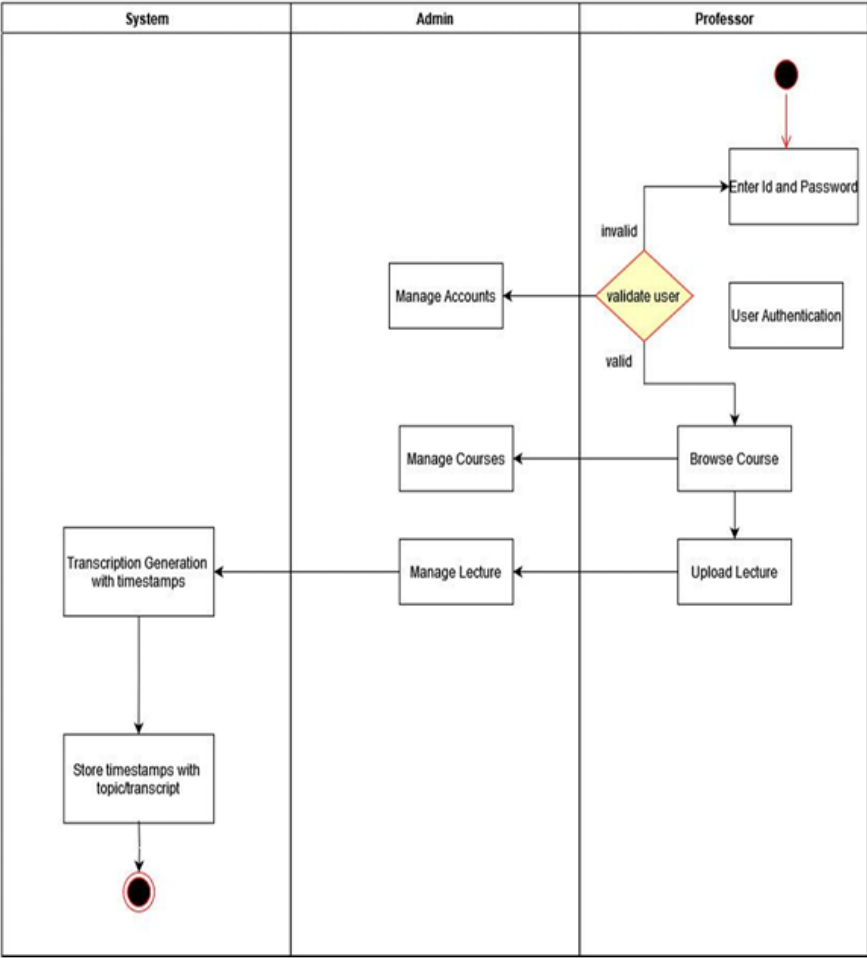 System
Admin
Professor
Enter Id and Password
invalid
Manage Accounts
validate user
User Authentication
valid
Manage Courses
Browse Course
Transcription Generation
with timestamps
Manage Lecture
Upload Lecture
Store timestamps with
topic/transcript